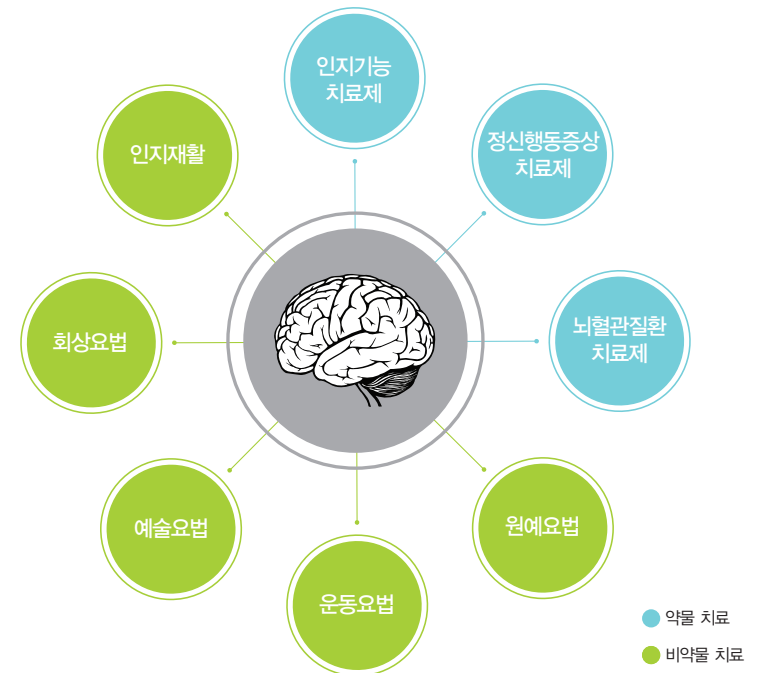 인지기능
치료제
정신행동증상
치료제
인지재활
뇌혈관질환
치료제
회상요법
예술요법
원예요법
운동요법
약물 치료
비약물 치료